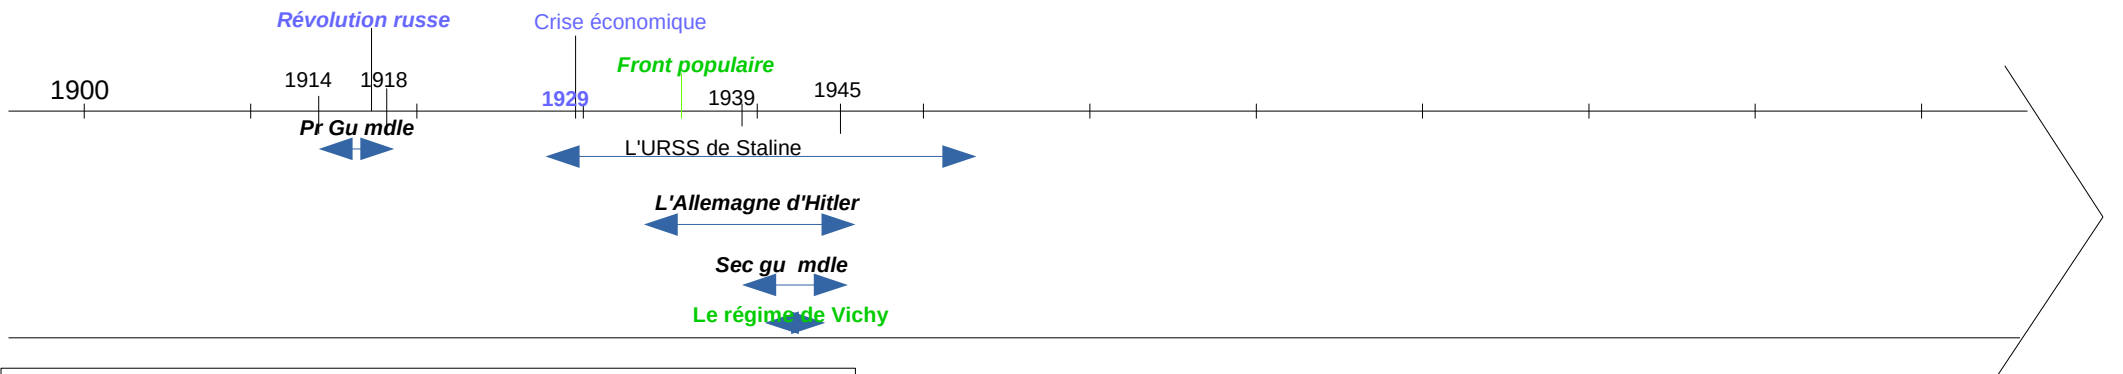 Révolution russe
Crise économique
Front populaire
1900
1914
1918
1929
1939
1945
Pr Gu mdle
L'URSS de Staline
L'Allemagne d'Hitler
Sec gu  mdle
Le régime de Vichy